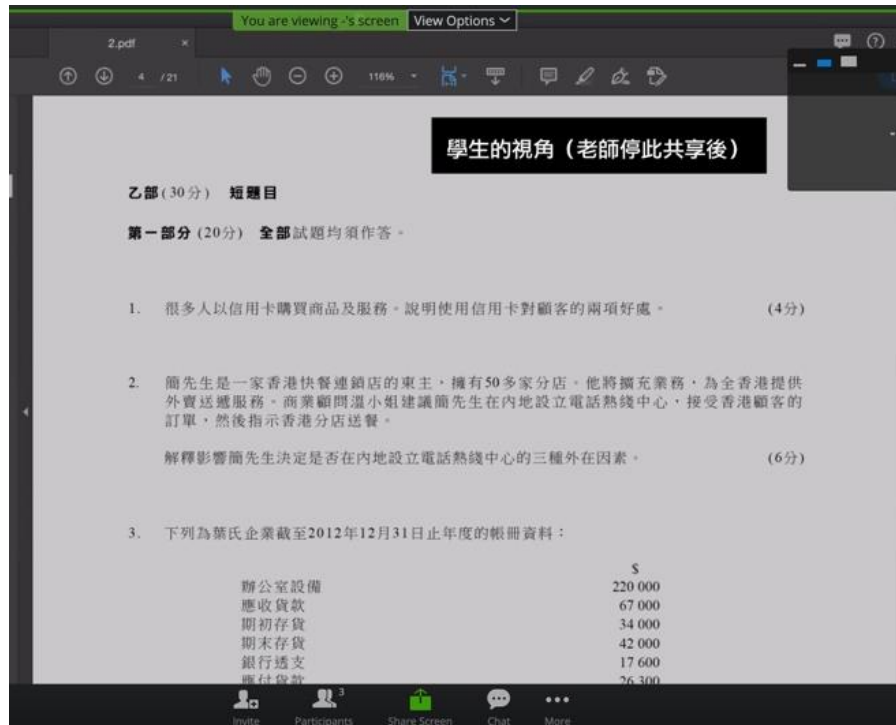 You are viewing -'s screen View Options
2.pdf ×
4 / 21 116%
學生的視角（老師停此共享後）
乙部(30分) 短題目
第一部分 (20分) 全部試題均須作答。
1. 很多人以信用卡購買商品及服務。說明使用信用卡對顧客的兩項好處。 (4分)
2. 簡先生是一家香港快餐連鎖店的東主，擁有50多家分店。他將擴充業務，為全香港提供
外賣送遞服務。商業顧問溫小姐建議簡先生在內地設立電話熱綫中心，接受香港顧客的
訂單，然後指示香港分店送餐。
解釋影響簡先生決定是否在內地設立電話熱綫中心的三種外在因素。 (6分)
3. 下列為葉氏企業截至2012年12月31日止年度的帳冊資料：
$
辦公室設備 220 000
應收貨款 67 000
期初存貨 34 000
期末存貨 42 000
銀行透支 17 600
應付貨款 26 300
Invite Participants 3 Share Screen Chat More